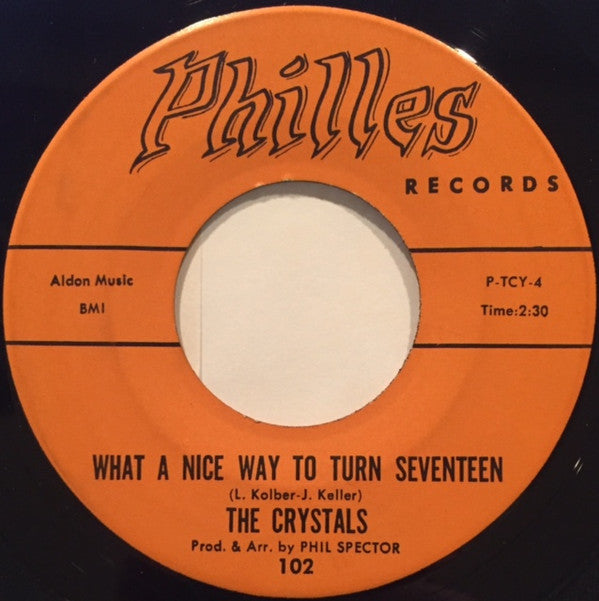 Philles
RECORDS
Aldon Music
BMI
P-TCY-4
Time:2:30
WHAT A NICE WAY TO TURN SEVENTEEN
(L. Kolber-J. Keller)
THE CRYSTALS
Prod. & Arr. by PHIL SPECTOR
102